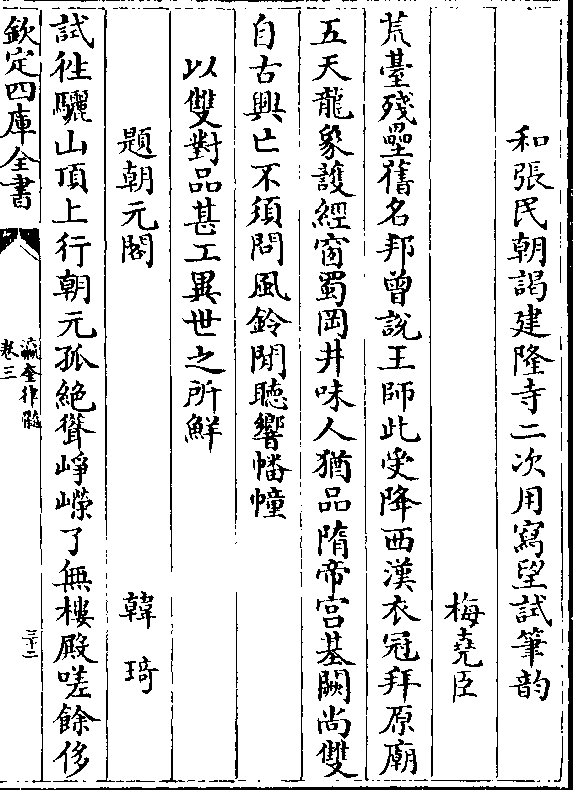 和張民朝謁建隆寺二次用寫望試筆韵
梅堯臣
荒臺殘壘舊名邦曾說王師此受降西漢衣冠拜原廟
五天龍象護經窗蜀岡井味人猶品隋帝宫基闕尚雙
自古興亡不須問風鈴閒聽響幡幢
以雙對品甚工異世之所鮮
題朝元閣
韓琦
試徃驪山頂上行朝元孤絶聳崢嶸了無樓殿嗟餘侈
欽定四庫全書
瀛奎律髓
卷三
三十二